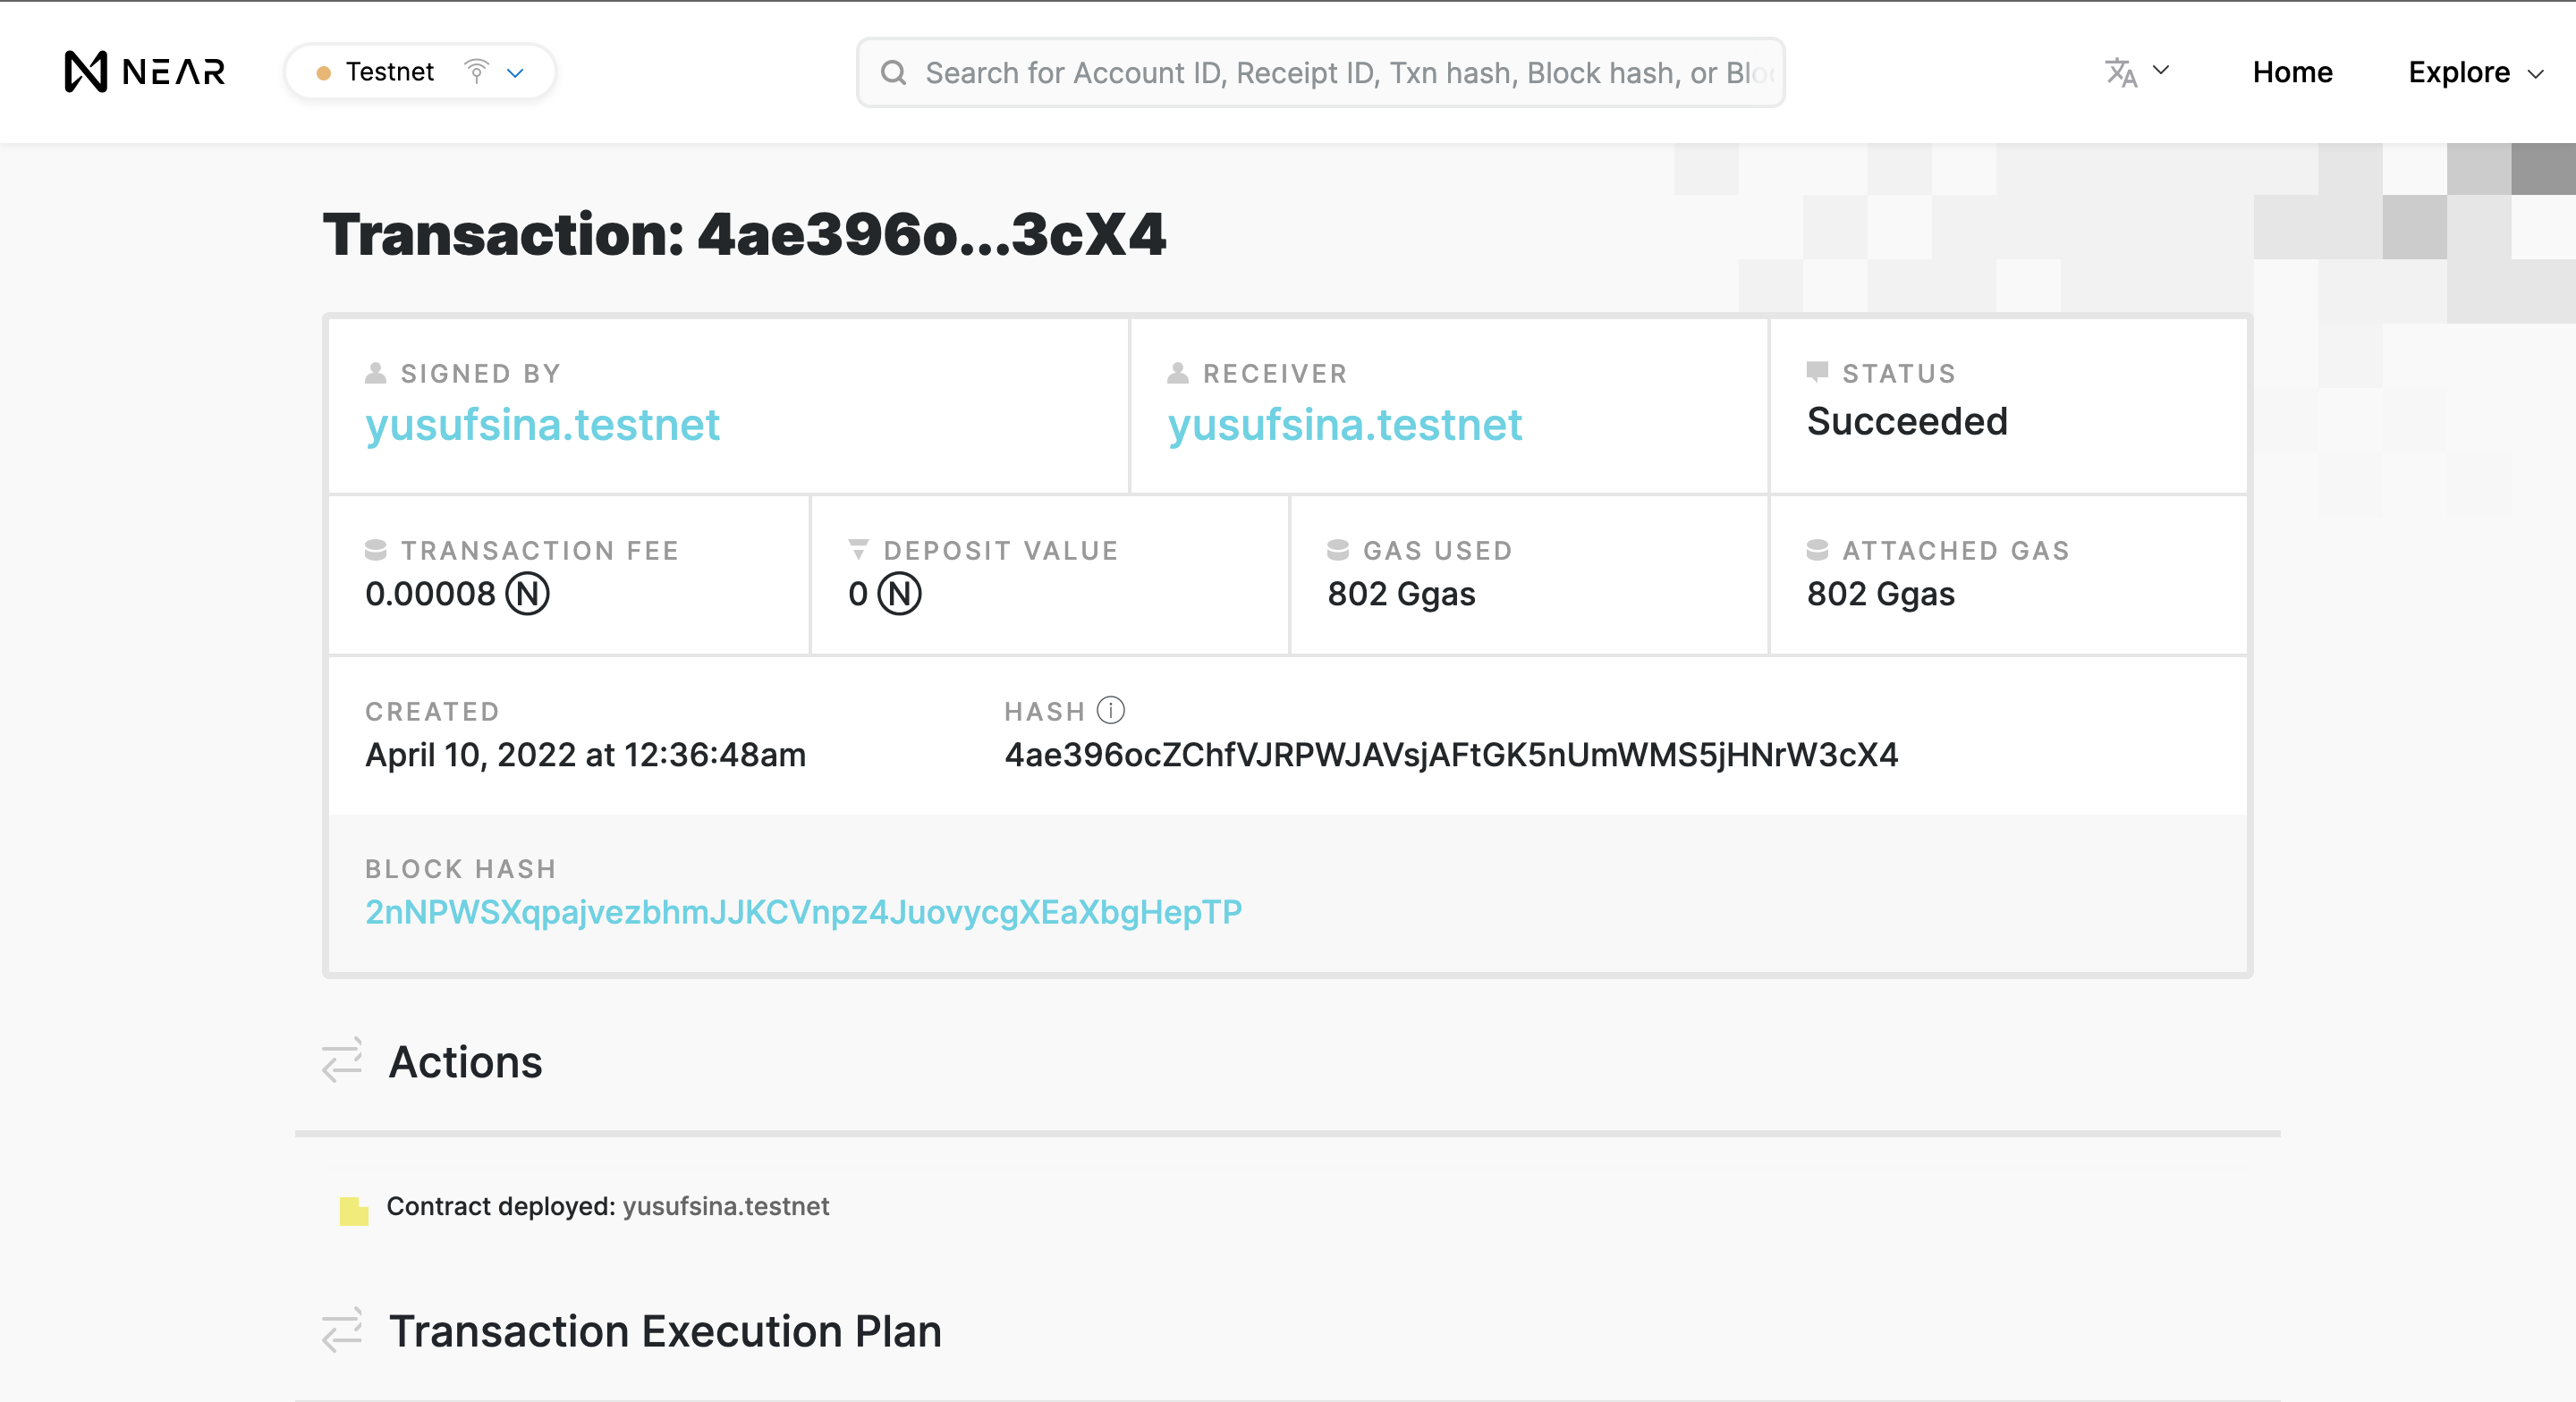 NEAR
Testnet
Search for Account ID, Receipt ID, Txn hash, Block hash, or Blo
Home
Explore
Transaction: 4ae396o...3cX4
SIGNED BY
yusufsina.testnet
RECEIVER
yusufsina.testnet
STATUS
Succeeded
TRANSACTION FEE
0.00008 N
DEPOSIT VALUE
0 N
GAS USED
802 Ggas
ATTACHED GAS
802 Ggas
CREATED
April 10, 2022 at 12:36:48am
HASH
4ae396ocZChfVJRPWJAVsjAFtGK5nUmWMS5jHNrW3cX4
BLOCK HASH
2nNPWSXqpajvezbhmJJKCVnpz4JuovycgXEaXbgHepTP
Actions
Contract deployed: yusufsina.testnet
Transaction Execution Plan